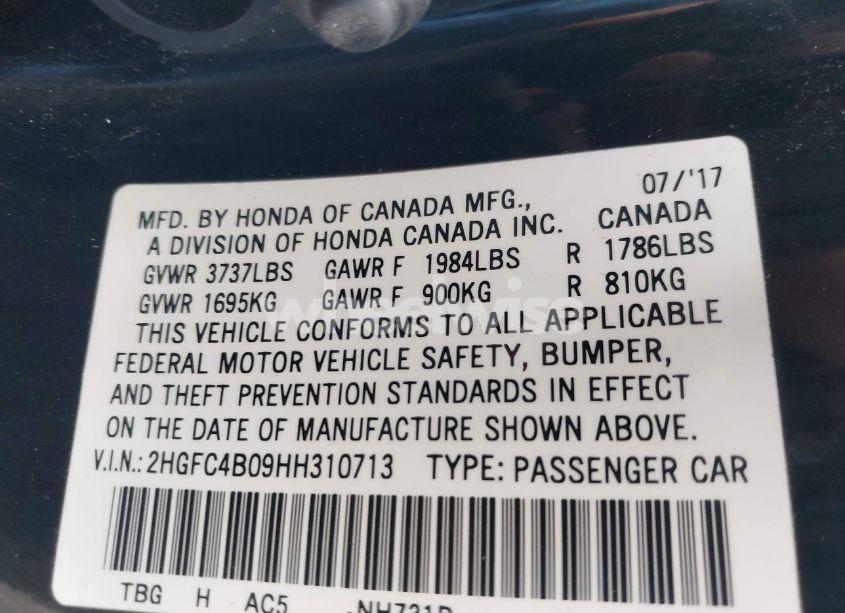 07/'17
MFD. BY HONDA OF CANADA MFG.,
A DIVISION OF HONDA CANADA INC. CANADA
GVWR 3737LBS GAWR F 1984LBS R 1786LBS
GVWR 1695KG GAWR F 900KG R 810KG
THIS VEHICLE CONFORMS TO ALL APPLICABLE
FEDERAL MOTOR VEHICLE SAFETY, BUMPER,
AND THEFT PREVENTION STANDARDS IN EFFECT
ON THE DATE OF MANUFACTURE SHOWN ABOVE.
V.I.N.: 2HGFC4B09HH310713 TYPE: PASSENGER CAR
TBG H AC5